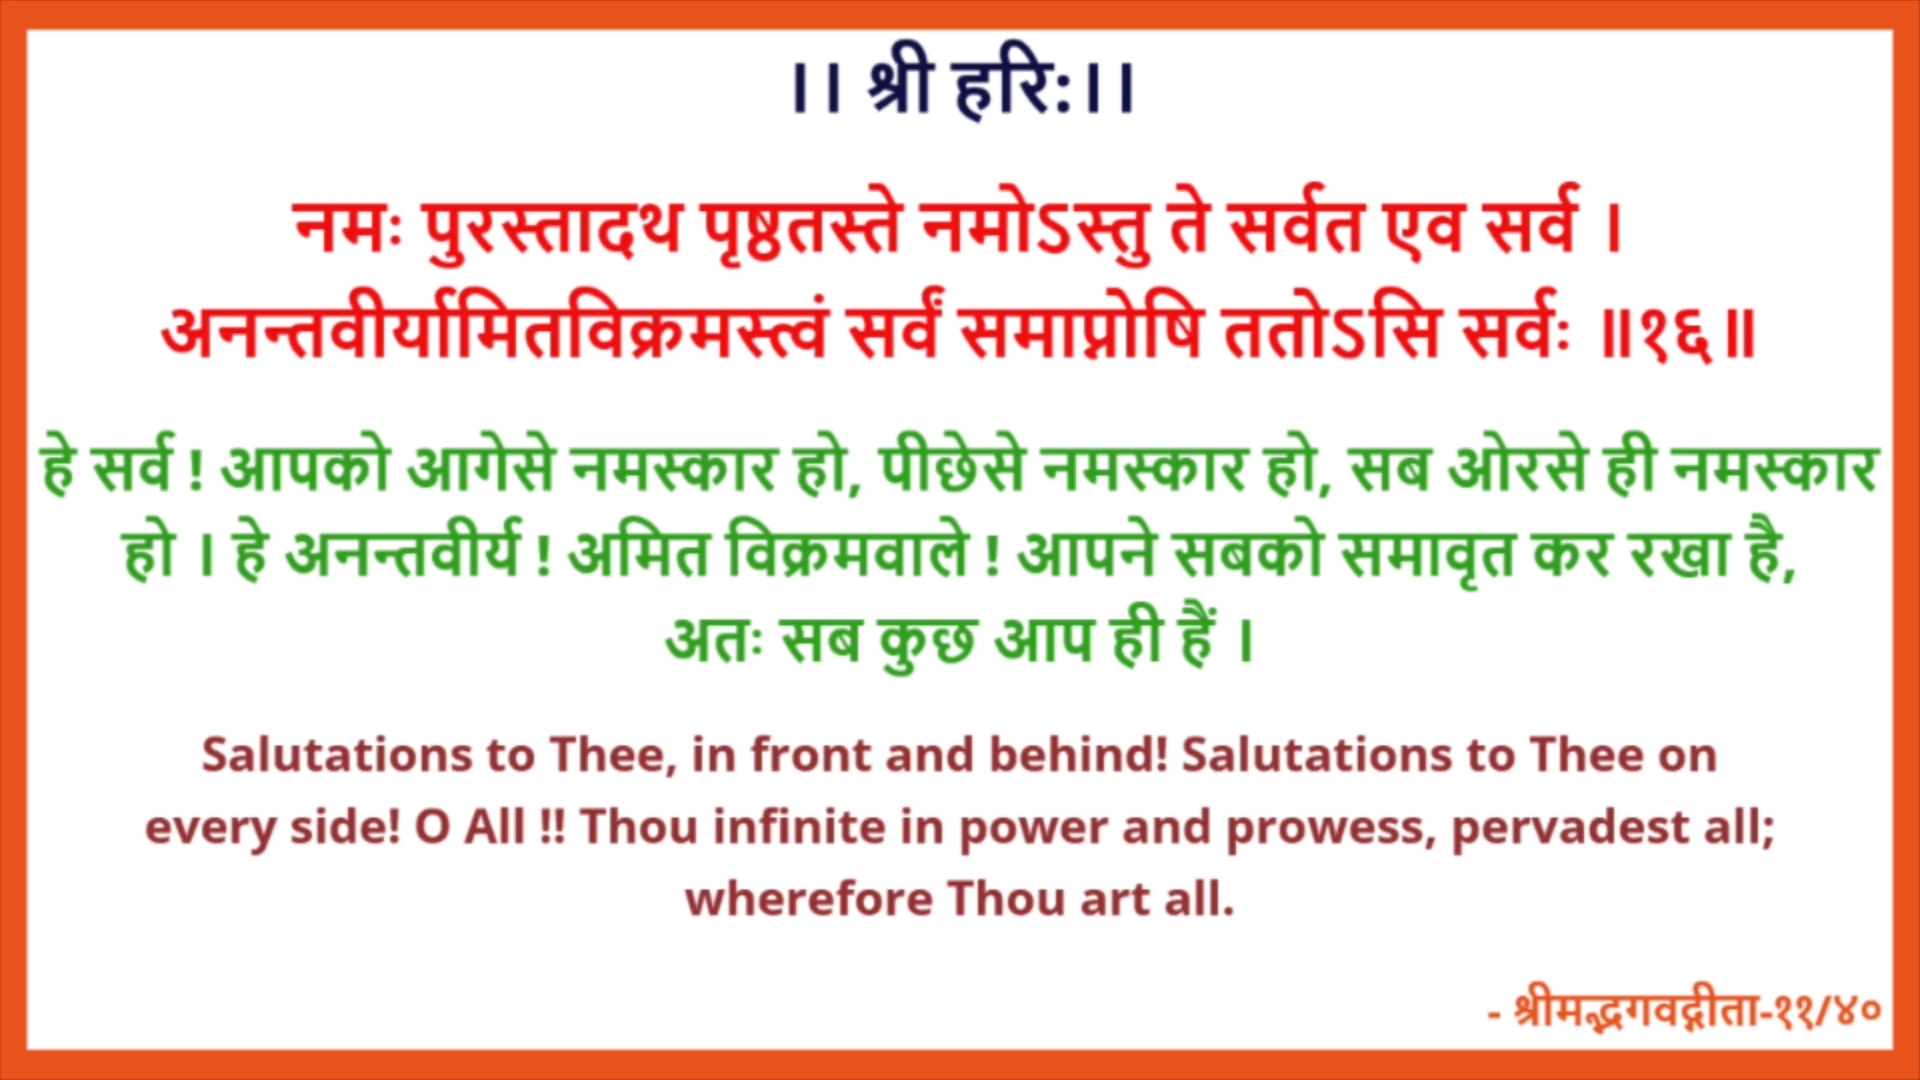 ।। श्री हरि:।।
नमः पुरस्तादथ पृष्ठतस्ते नमोऽस्तु ते सर्वत एव सर्व ।
अनन्तवीर्यामितविक्रमस्त्वं सर्वं समाप्नोषि ततोऽसि सर्वः ॥१६॥
हे सर्व ! आपको आगेसे नमस्कार हो, पीछेसे नमस्कार हो, सब ओरसे ही नमस्कार
हो । हे अनन्तवीर्य ! अमित विक्रमवाले ! आपने सबको समावृत कर रखा है,
अतः सब कुछ आप ही हैं ।
Salutations to Thee, in front and behind! Salutations to Thee on
every side! O All !! Thou infinite in power and prowess, pervadest all;
wherefore Thou art all.
- श्रीमद्भगवद्गीता-११/४०